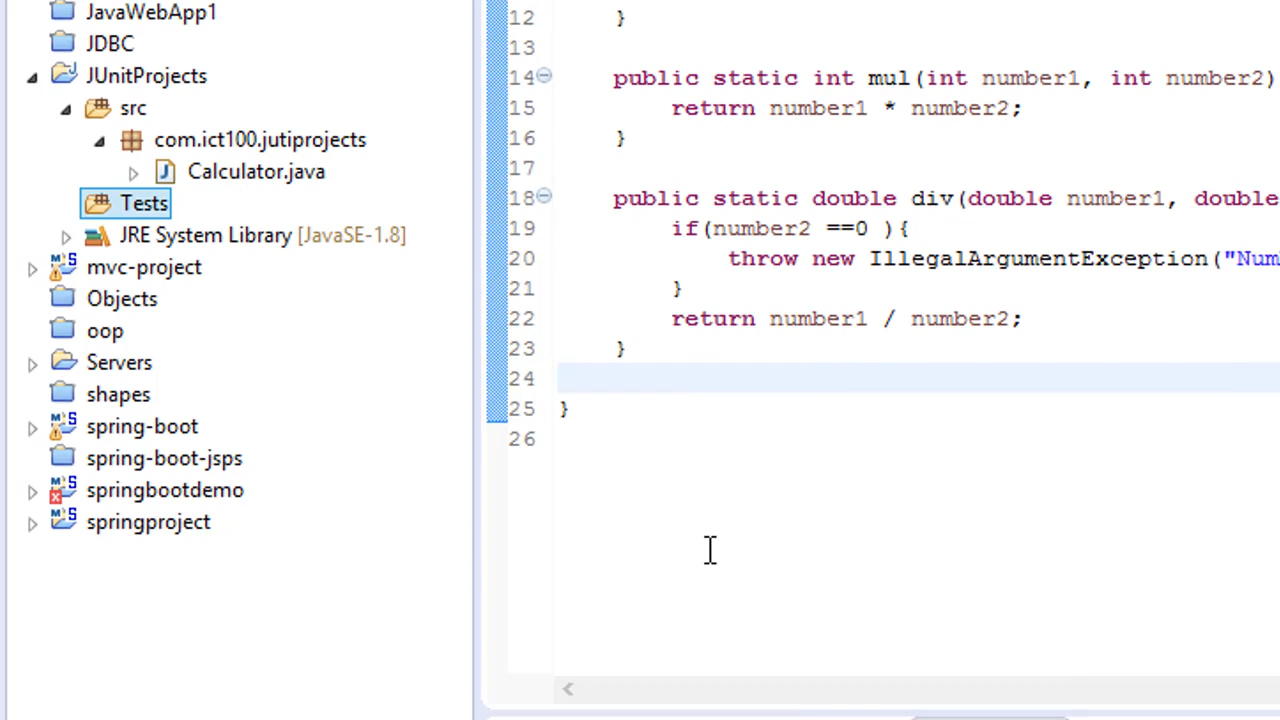 JavaWebApp1
JDBC
JUnitProjects
src
com.ict100.jutiprojects
Calculator.java
Tests
JRE System Library [JavaSE-1.8]
mvc-project
Objects
oop
Servers
shapes
spring-boot
spring-boot-jsps
springbootdemo
springproject
12 }
13
14 public static int mul(int number1, int number2)
15 return number1 * number2;
16 }
17
18 public static double div(double number1, double
19 if(number2 ==0 ){
20 throw new IllegalArgumentException("Num
21 }
22 return number1 / number2;
23 }
24
25 }
26